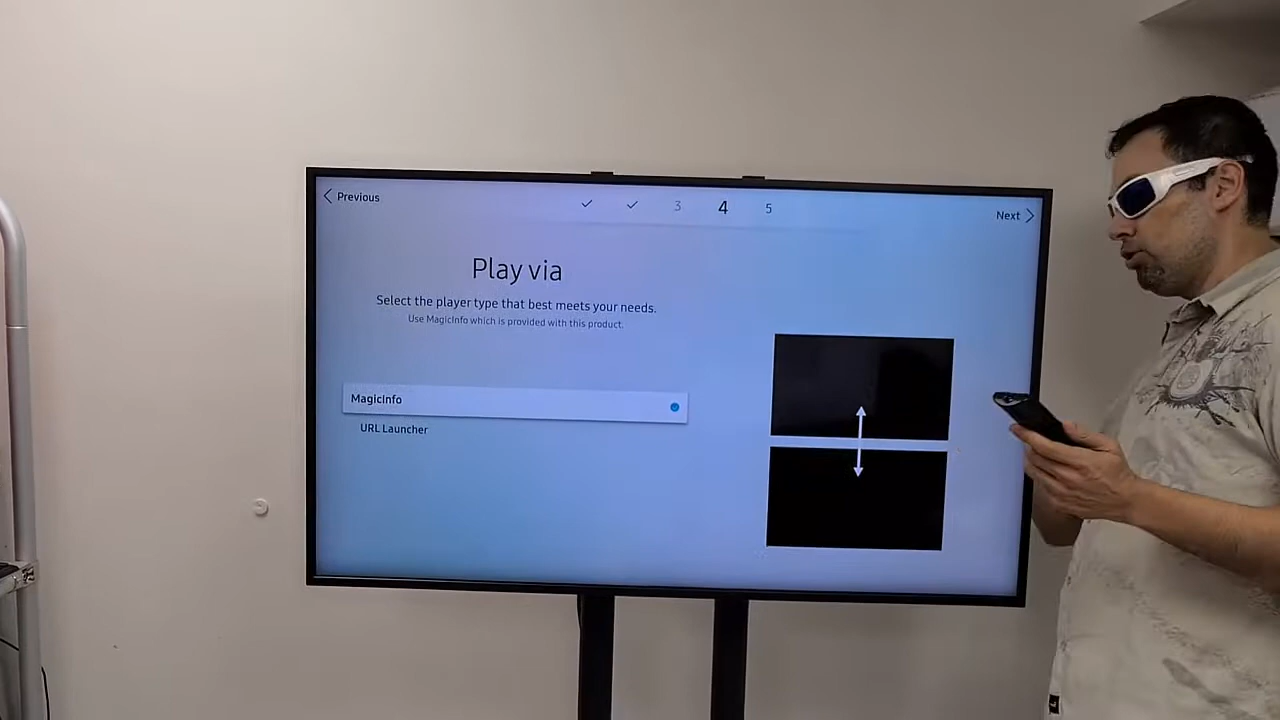 Previous
3 4 5
Next
Play via
Select the player type that best meets your needs.
Use MagicInfo which is provided with this product.
MagicInfo
URL Launcher